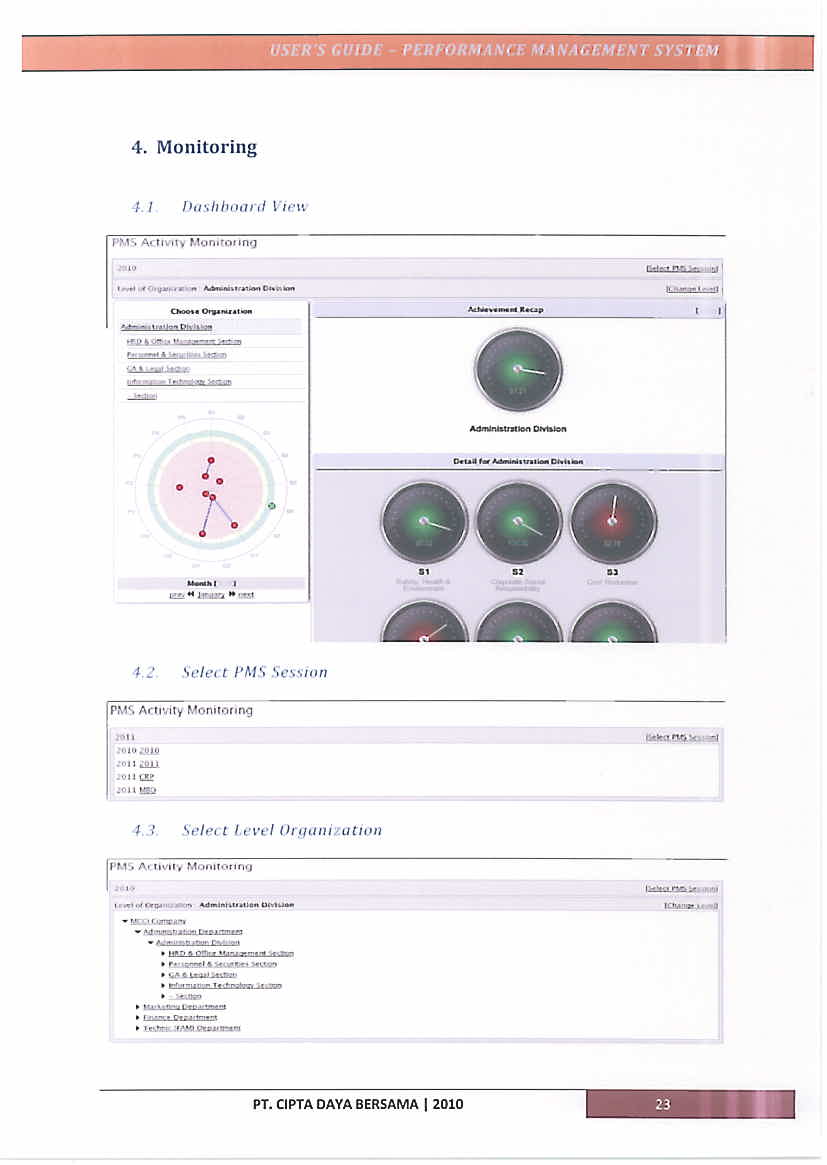 USER'S GUIDE – PERFORMANCE MANAGEMENT SYSTEM
4. Monitoring
4.1. Dashboard View
PMS Activity Monitoring
2010 [Select PMS Session]
Level of Organization : Administration Division [Change Level]
Choose Organization
Administration Division
HRD & Office Management Section
Personnel & Securities Section
GA & Legal Section
Information Technology Section
- Section
Month [ ]
prev January next
Achievement Recap [ ]
Administration Division
Detail for Administration Division
S1 S2 S3
Safety, Health & Environment
Corporate Social Responsibility
Cost Reduction
4.2. Select PMS Session
PMS Activity Monitoring
2011 [Select PMS Session]
2010 2010
2011 2011
2011 CRP
2011 MBO
4.3. Select Level Organization
PMS Activity Monitoring
2010 [Select PMS Session]
Level of Organization : Administration Division [Change Level]
MCCI Company
Administration Department
Administration Division
HRD & Office Management Section
Personnel & Securities Section
GA & Legal Section
Information Technology Section
- Section
Marketing Department
Finance Department
Technic (FAM) Department
PT. CIPTA DAYA BERSAMA | 2010 23